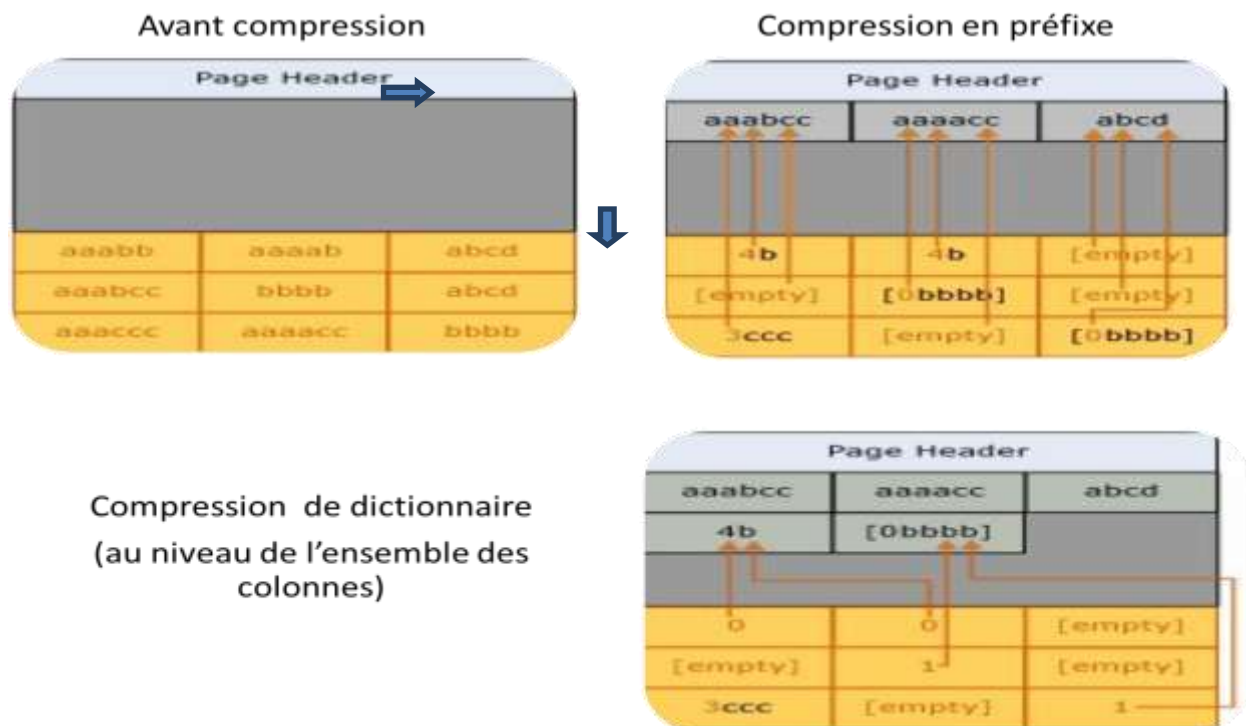 Avant compression
Page Header
aaabb aaaab abcd
aaabcc bbbb abcd
aaaccc aaaacc bbbb
Compression en préfixe
Page Header
aaabcc aaaacc abcd
4b 4b [empty]
[empty] [0bbbb] [empty]
3ccc [empty] [0bbbb]
Compression de dictionnaire
(au niveau de l'ensemble des
colonnes)
Page Header
aaabcc aaaacc abcd
4b [0bbbb]
0 0 [empty]
[empty] 1 [empty]
3ccc [empty] 1